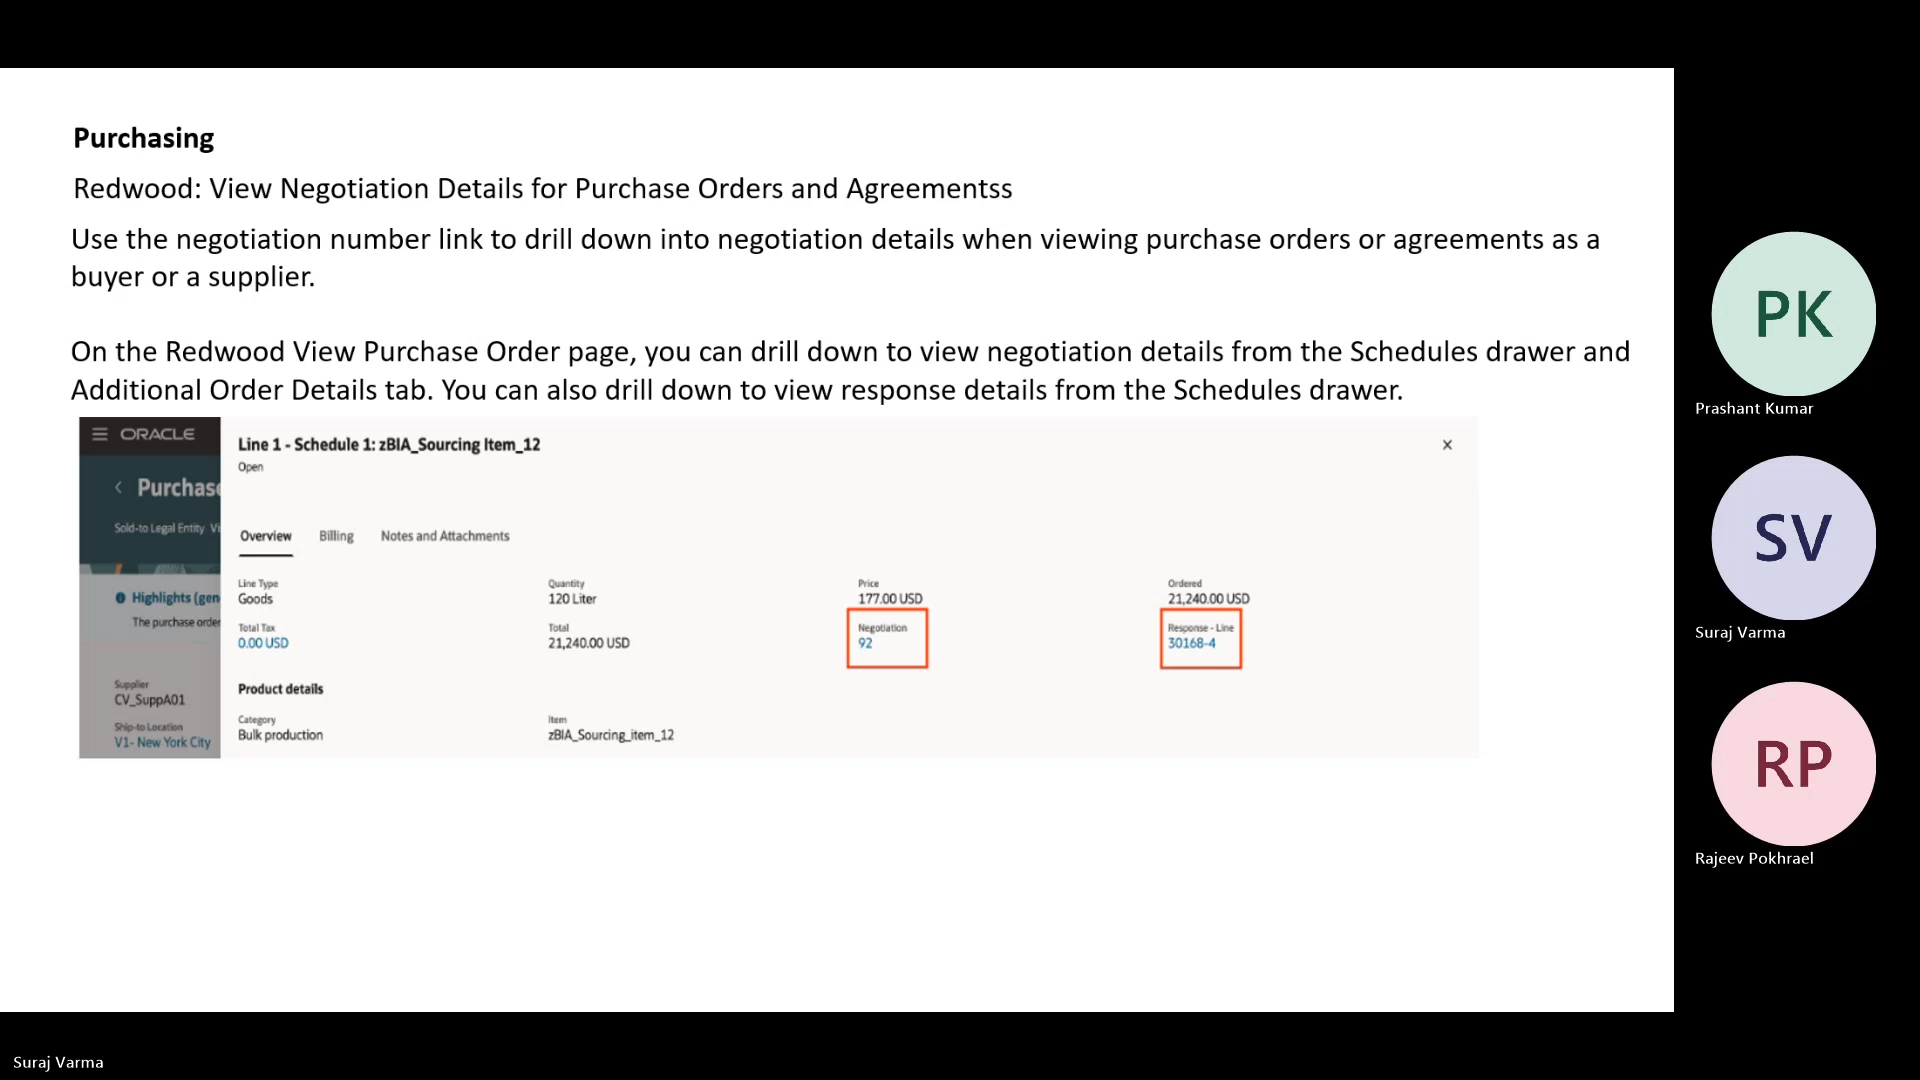 Purchasing
Redwood: View Negotiation Details for Purchase Orders and Agreementss
Use the negotiation number link to drill down into negotiation details when viewing purchase orders or agreements as a
buyer or a supplier.
On the Redwood View Purchase Order page, you can drill down to view negotiation details from the Schedules drawer and
Additional Order Details tab. You can also drill down to view response details from the Schedules drawer.
ORACLE
Purchase
Sold-to Legal Entity Vi
Highlights (gen
The purchase order
Supplier
CV_SuppA01
Ship-to Location
V1- New York City
Line 1 - Schedule 1: zBIA_Sourcing Item_12
Open
Overview Billing Notes and Attachments
Line Type Quantity Price Ordered
Goods 120 Liter 177.00 USD 21,240.00 USD
Total Tax Total Negotiation Response - Line
0.00 USD 21,240.00 USD 92 30168-4
Product details
Category Item
Bulk production zBIA_Sourcing_item_12
PK
Prashant Kumar
SV
Suraj Varma
RP
Rajeev Pokhrael
Suraj Varma